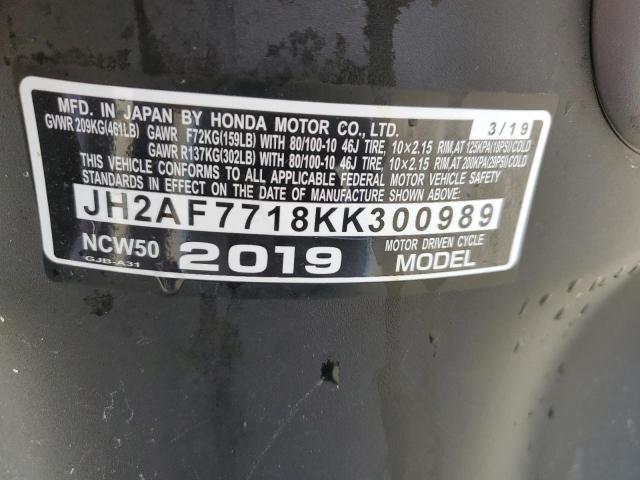 MFD. IN JAPAN BY HONDA MOTOR CO., LTD. 3/19
GVWR 209KG(461LB) GAWR F72KG(159LB) WITH 80/100-10 46J TIRE, 10×2.15 RIM, AT 125KPA(18PSI)COLD
GAWR R137KG(302LB) WITH 80/100-10 46J TIRE, 10×2.15 RIM, AT 200KPA(29PSI)COLD
THIS VEHICLE CONFORMS TO ALL APPLICABLE FEDERAL MOTOR VEHICLE SAFETY
STANDARDS IN EFFECT ON THE DATE OF MANUFACTURE SHOWN ABOVE.
JH2AF7718KK300989
NCW50 2019 MOTOR DRIVEN CYCLE
GJB-A31 MODEL